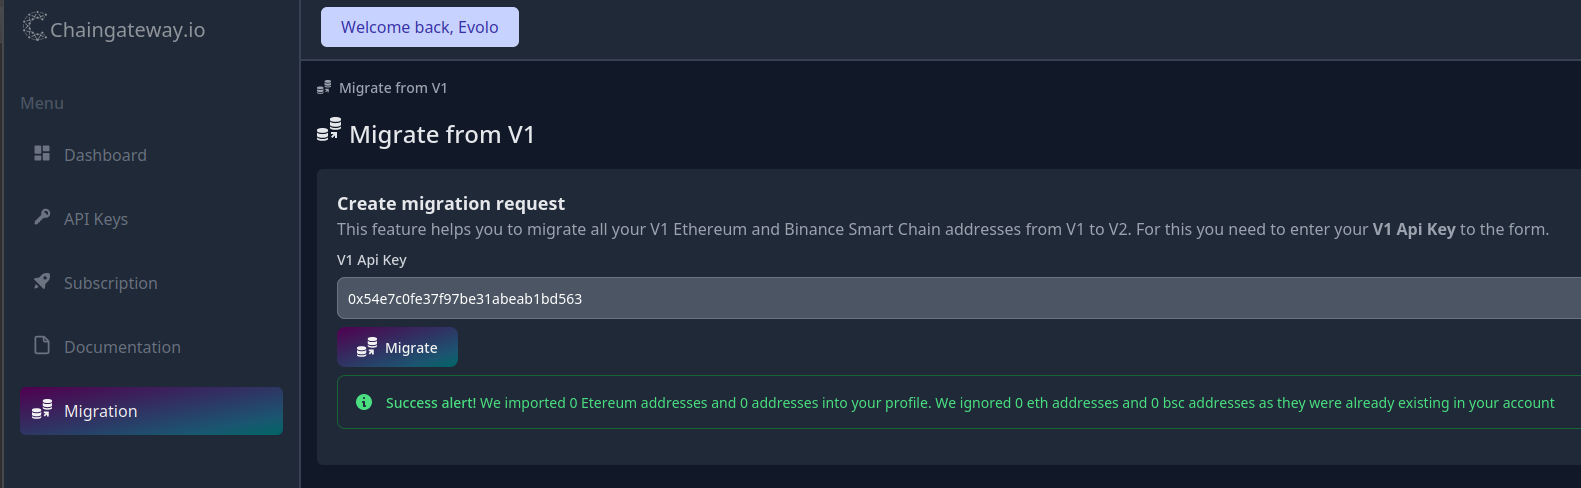 Chaingateway.io
Welcome back, Evolo
Menu
Dashboard
API Keys
Subscription
Documentation
Migration
Migrate from V1
Migrate from V1
Create migration request
This feature helps you to migrate all your V1 Ethereum and Binance Smart Chain addresses from V1 to V2. For this you need to enter your V1 Api Key to the form.
V1 Api Key
0x54e7c0fe37f97be31abeab1bd563
Migrate
Success alert! We imported 0 Etereum addresses and 0 addresses into your profile. We ignored 0 eth addresses and 0 bsc addresses as they were already existing in your account